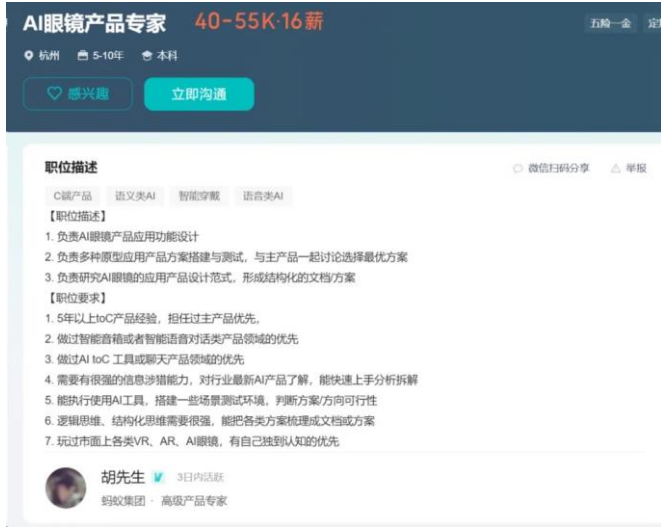 AI眼镜产品专家 40-55K·16薪 五险一金
杭州 5-10年 本科
感兴趣 立即沟通
职位描述 微信扫码分享 举报
C端产品 语义类AI 智能穿戴 语音类AI
【职位描述】
1. 负责AI眼镜产品应用功能设计
2. 负责多种原型应用产品方案搭建与测试，与主产品一起讨论选择最优方案
3. 负责研究AI眼镜的应用产品设计范式，形成结构化的文档/方案
【职位要求】
1. 5年以上toC产品经验，担任过主产品优先，
2. 做过智能音箱或者智能语音对话类产品领域的优先
3. 做过AI toC 工具或聊天产品领域的优先
4. 需要有很强的信息涉猎能力，对行业最新AI产品了解，能快速上手分析拆解
5. 能执行使用AI工具，搭建一些场景测试环境，判断方案/方向可行性
6. 逻辑思维、结构化思维需要很强，能把各类方案梳理成文档或方案
7. 玩过市面上各类VR、AR、AI眼镜，有自己独到认知的优先
胡先生 3日内活跃
蚂蚁集团 · 高级产品专家